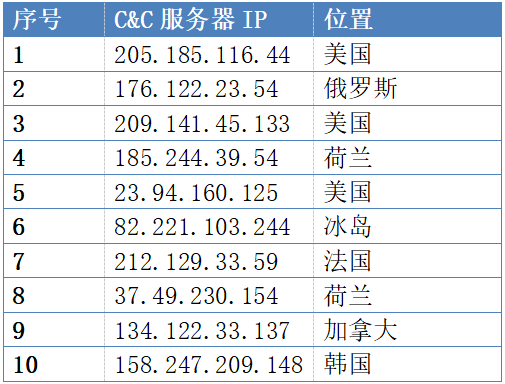 序号 C&C 服务器 IP 位置
1 205.185.116.44 美国
2 176.122.23.54 俄罗斯
3 209.141.45.133 美国
4 185.244.39.54 荷兰
5 23.94.160.125 美国
6 82.221.103.244 冰岛
7 212.129.33.59 法国
8 37.49.230.154 荷兰
9 134.122.33.137 加拿大
10 158.247.209.148 韩国